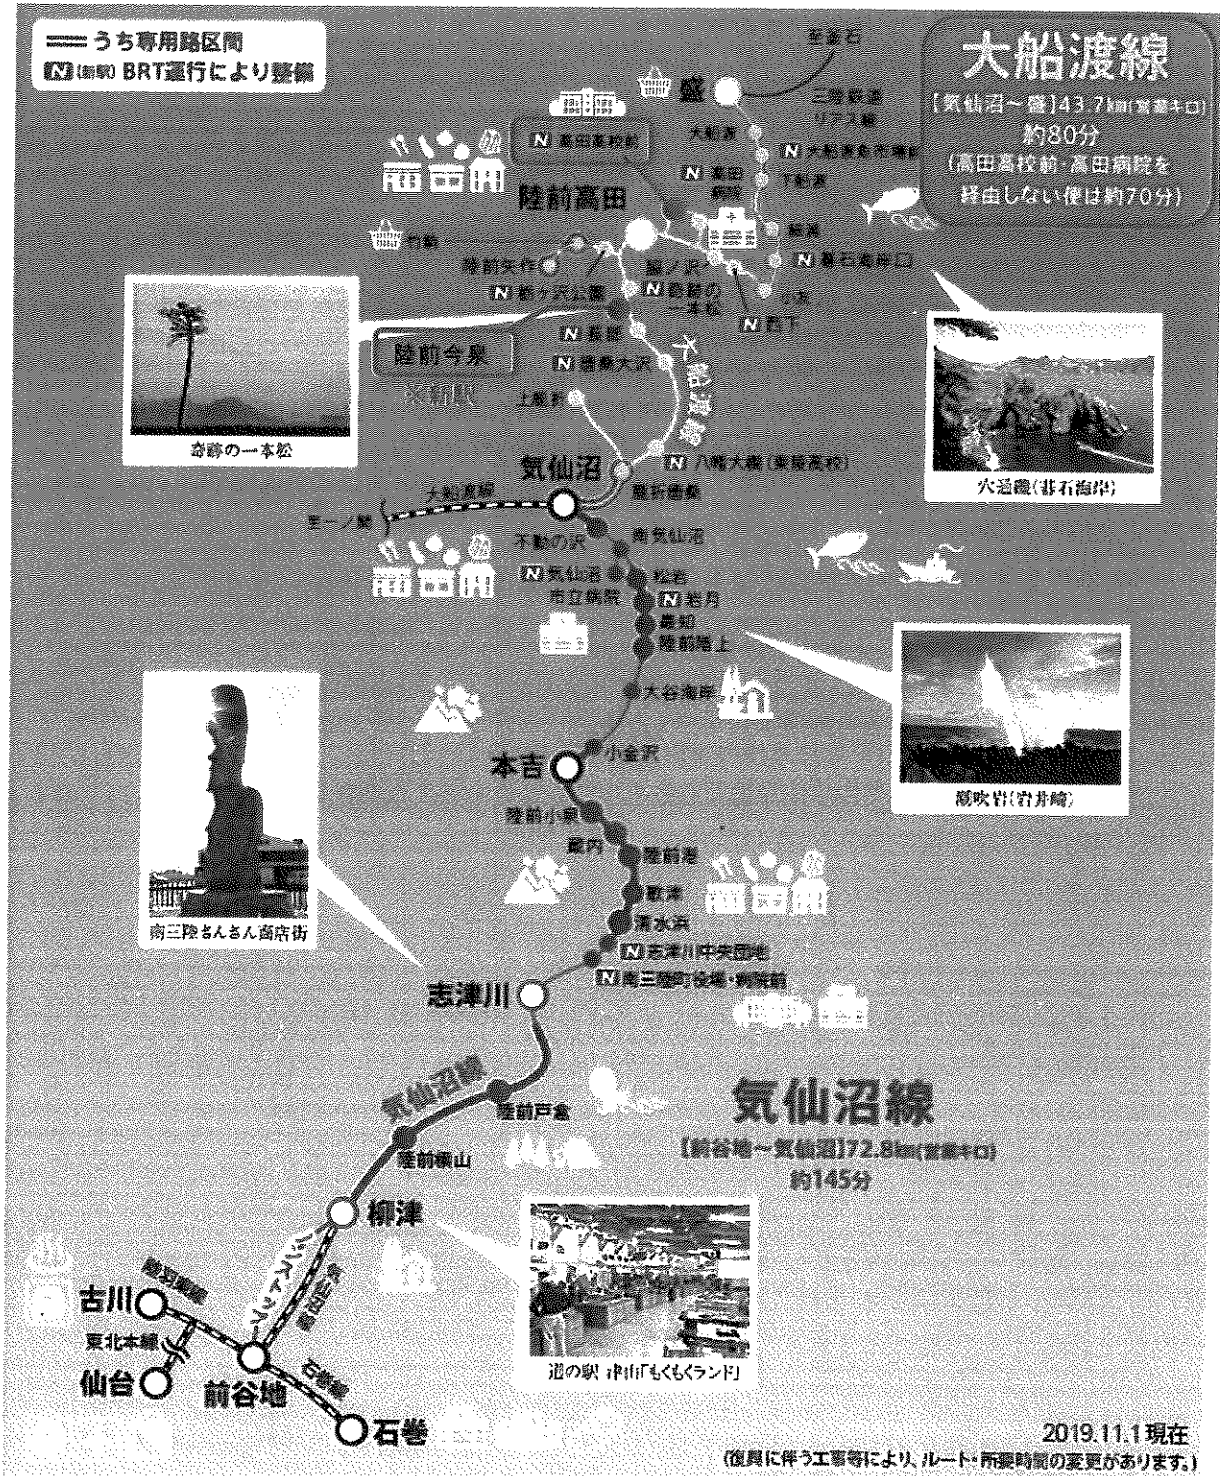 うち専用路区間
N(新駅) BRT運行により整備
大船渡線
【気仙沼～盛】43.7km(営業キロ)
約80分
(高田高校前・高田病院を
経由しない便は約70分)
至釜石
盛
三陸鉄道
リアス線
大船渡
N 大船渡魚市場前
下船渡
N 高田高校前
N 高田
病院
陸前高田
細浦
N 碁石海岸口
小友
竹駒
陸前矢作
脇ノ沢
N 栃ケ沢公園
N 奇跡の
一本松
N 西下
N 長部
陸前今泉
※新駅
N 唐桑大沢
大船渡線
上鹿折
奇跡の一本松
穴通磯(碁石海岸)
N 八幡大橋(東陵高校)
気仙沼
鹿折唐桑
大船渡線
至一ノ関
不動の沢
南気仙沼
N 気仙沼
市立病院
松岩
N 岩月
最知
陸前階上
大谷海岸
潮吹岩(岩井崎)
小金沢
本吉
陸前小泉
蔵内
陸前港
歌津
清水浜
N 志津川中央団地
N 南三陸町役場・病院前
南三陸さんさん商店街
志津川
気仙沼線
陸前戸倉
陸前横山
気仙沼線
【前谷地～気仙沼】72.8km(営業キロ)
約145分
柳津
ノンストップ
気仙沼線
古川
陸羽東線
東北本線
仙台
前谷地
石巻線
石巻
道の駅 津山「もくもくランド」
2019.11.1現在
(復興に伴う工事等により、ルート・所要時間の変更があります。)